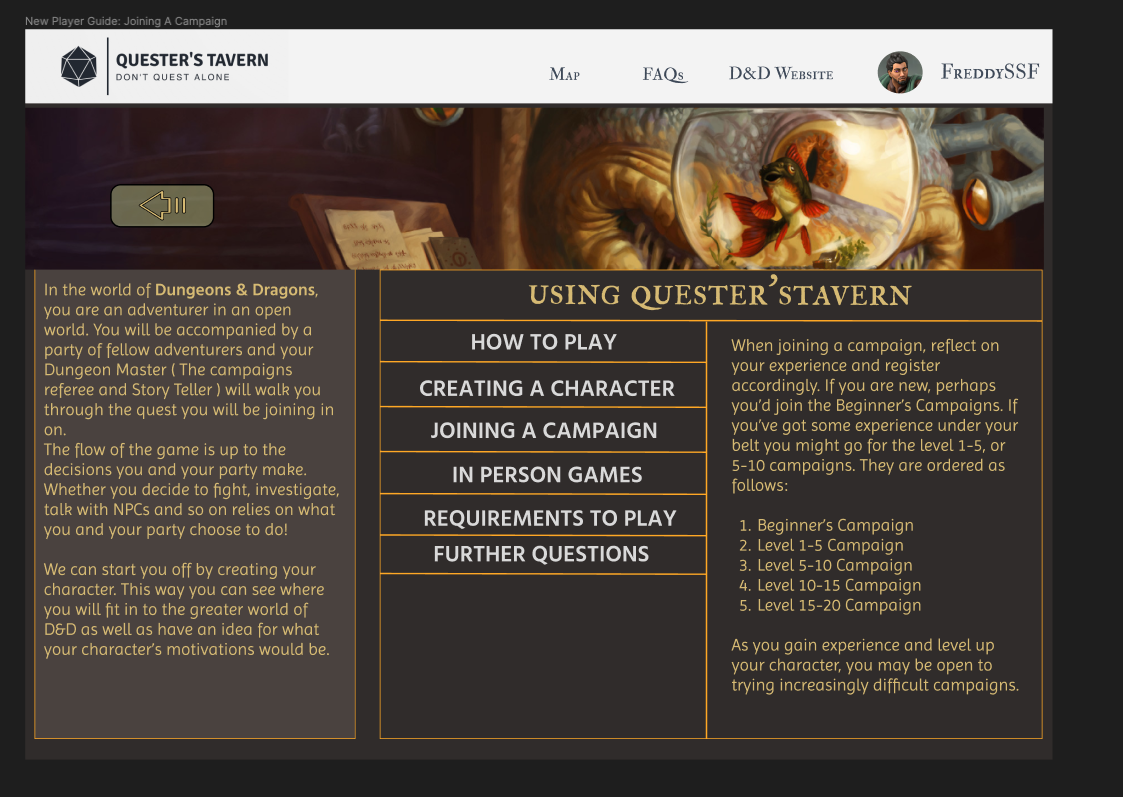 New Player Guide: Joining A Campaign
QUESTER'S TAVERN
DON'T QUEST ALONE
Map
FAQs
D&D Website
FreddySSF
In the world of Dungeons & Dragons,
you are an adventurer in an open
world. You will be accompanied by a
party of fellow adventurers and your
Dungeon Master ( The campaigns
referee and Story Teller ) will walk you
through the quest you will be joining in
on.
The flow of the game is up to the
decisions you and your party make.
Whether you decide to fight, investigate,
talk with NPCs and so on relies on what
you and your party choose to do!
We can start you off by creating your
character. This way you can see where
you will fit in to the greater world of
D&D as well as have an idea for what
your character's motivations would be.
USING QUESTER'STAVERN
HOW TO PLAY
CREATING A CHARACTER
JOINING A CAMPAIGN
IN PERSON GAMES
REQUIREMENTS TO PLAY
FURTHER QUESTIONS
When joining a campaign, reflect on
your experience and register
accordingly. If you are new, perhaps
you'd join the Beginner's Campaigns. If
you've got some experience under your
belt you might go for the level 1-5, or
5-10 campaigns. They are ordered as
follows:
1. Beginner's Campaign
2. Level 1-5 Campaign
3. Level 5-10 Campaign
4. Level 10-15 Campaign
5. Level 15-20 Campaign
As you gain experience and level up
your character, you may be open to
trying increasingly difficult campaigns.